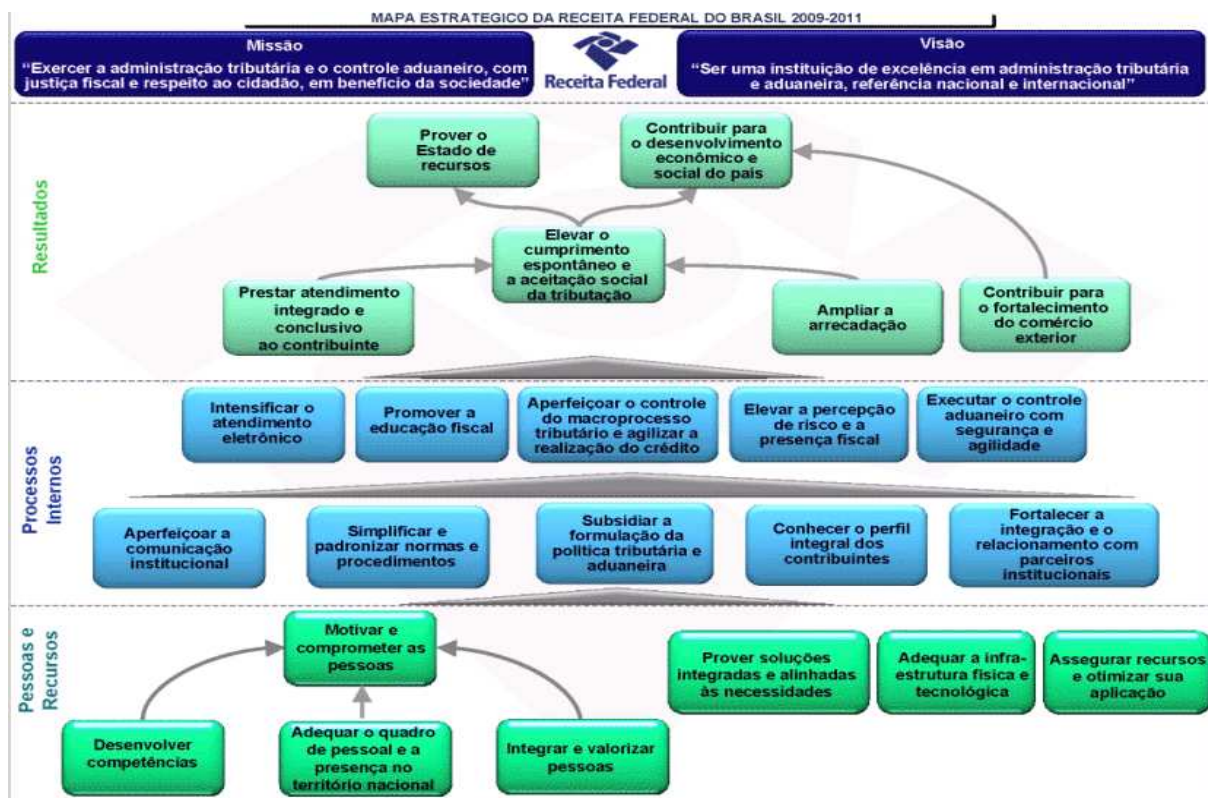 MAPA ESTRATEGICO DA RECEITA FEDERAL DO BRASIL 2009-2011
Missão
“Exercer a administração tributária e o controle aduaneiro, com
justiça fiscal e respeito ao cidadão, em benefício da sociedade”
Receita Federal
Visão
“Ser uma instituição de excelência em administração tributária
e aduaneira, referência nacional e internacional”
Resultados
Prover o
Estado de
recursos
Contribuir para
o desenvolvimento
econômico e
social do país
Elevar o
cumprimento
espontâneo e
a aceitação social
da tributação
Prestar atendimento
integrado e
conclusivo
ao contribuinte
Ampliar a
arrecadação
Contribuir para
o fortalecimento
do comércio
exterior
Processos
Internos
Intensificar o
atendimento
eletrônico
Promover a
educação fiscal
Aperfeiçoar o controle
do macroprocesso
tributário e agilizar a
realização do crédito
Elevar a percepção
de risco e a
presença fiscal
Executar o controle
aduaneiro com
segurança e
agilidade
Aperfeiçoar a
comunicação
institucional
Simplificar e
padronizar normas e
procedimentos
Subsidiar a
formulação da
política tributária e
aduaneira
Conhecer o perfil
integral dos
contribuintes
Fortalecer a
integração e o
relacionamento com
parceiros
institucionais
Pessoas e
Recursos
Motivar e
comprometer as
pessoas
Prover soluções
integradas e alinhadas
às necessidades
Adequar a infra-
estrutura física e
tecnológica
Assegurar recursos
e otimizar sua
aplicação
Desenvolver
competências
Adequar o quadro
de pessoal e a
presença no
território nacional
Integrar e valorizar
pessoas